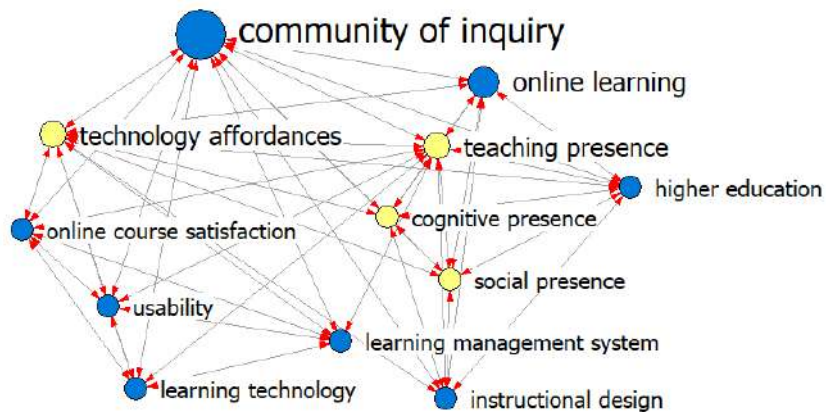 community of inquiry
online learning
technology affordances
teaching presence
higher education
cognitive presence
online course satisfaction
social presence
usability
learning management system
learning technology
instructional design